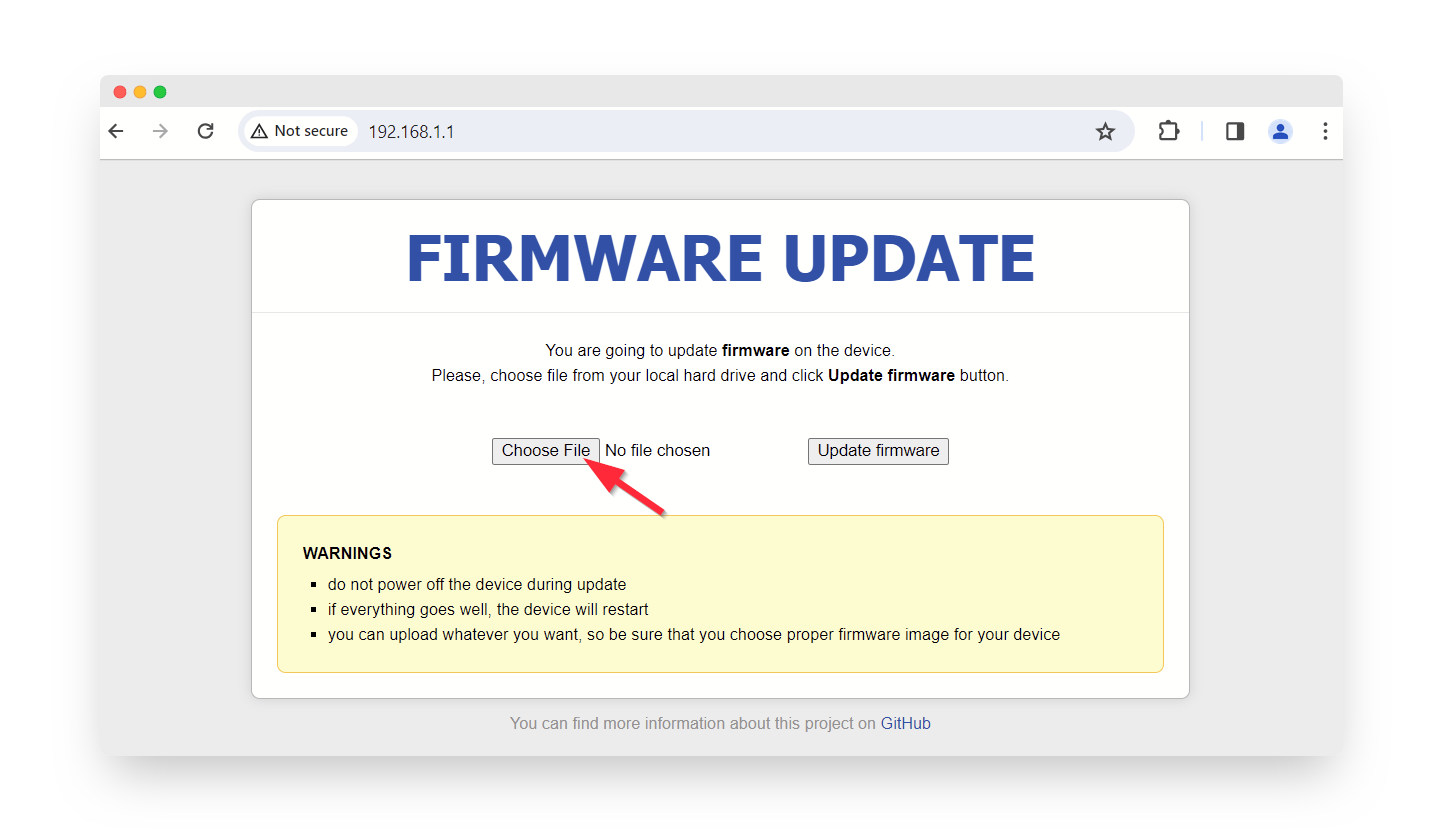 Not secure 192.168.1.1
FIRMWARE UPDATE
You are going to update firmware on the device.
Please, choose file from your local hard drive and click Update firmware button.
Choose File No file chosen Update firmware
WARNINGS
do not power off the device during update
if everything goes well, the device will restart
you can upload whatever you want, so be sure that you choose proper firmware image for your device
You can find more information about this project on GitHub